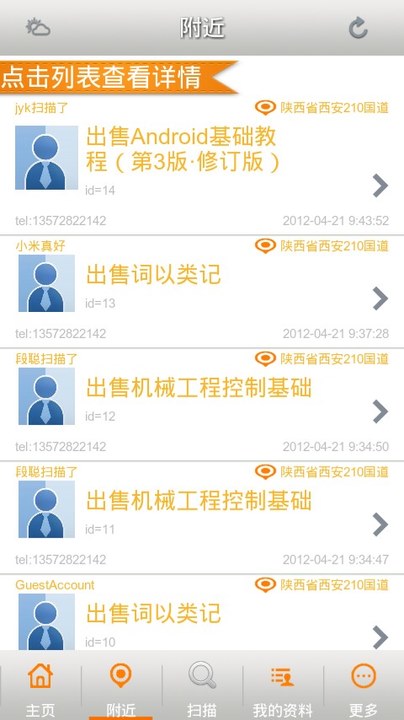 附近
点击列表查看详情
jyk扫描了 陕西省西安210国道
出售Android基础教
程（第3版·修订版）
id=14
tel:13572822142 2012-04-21 9:43:52
小米真好 陕西省西安210国道
出售词以类记
id=13
tel:13572822142 2012-04-21 9:37:28
段聪扫描了 陕西省西安210国道
出售机械工程控制基础
id=12
tel:13572822142 2012-04-21 9:34:50
段聪扫描了 陕西省西安210国道
出售机械工程控制基础
id=11
tel:13572822142 2012-04-21 9:34:47
GuestAccount 陕西省西安210国道
出售词以类记
id=10
主页 附近 扫描 我的资料 更多